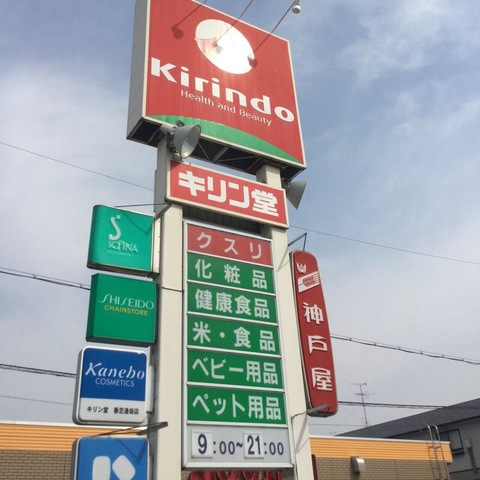 Kirindo
Health and Beauty
キリン堂
クスリ
化粧品
健康食品
米・食品
ベビー用品
ペット用品
9:00~21:00
SOFINA
SHISEIDO
CHAINSTORE
Kanebo
COSMETICS
キリン堂
神戸屋